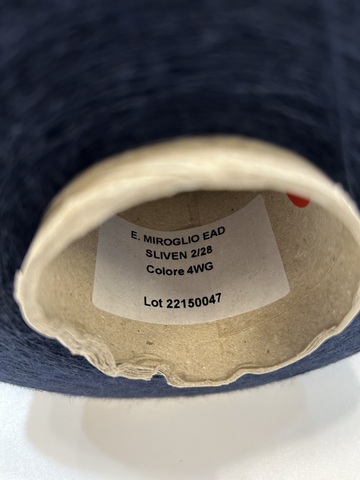 E. MIROGLIO EAD
SLIVEN 2/28
Colore 4WG
Lot 22150047